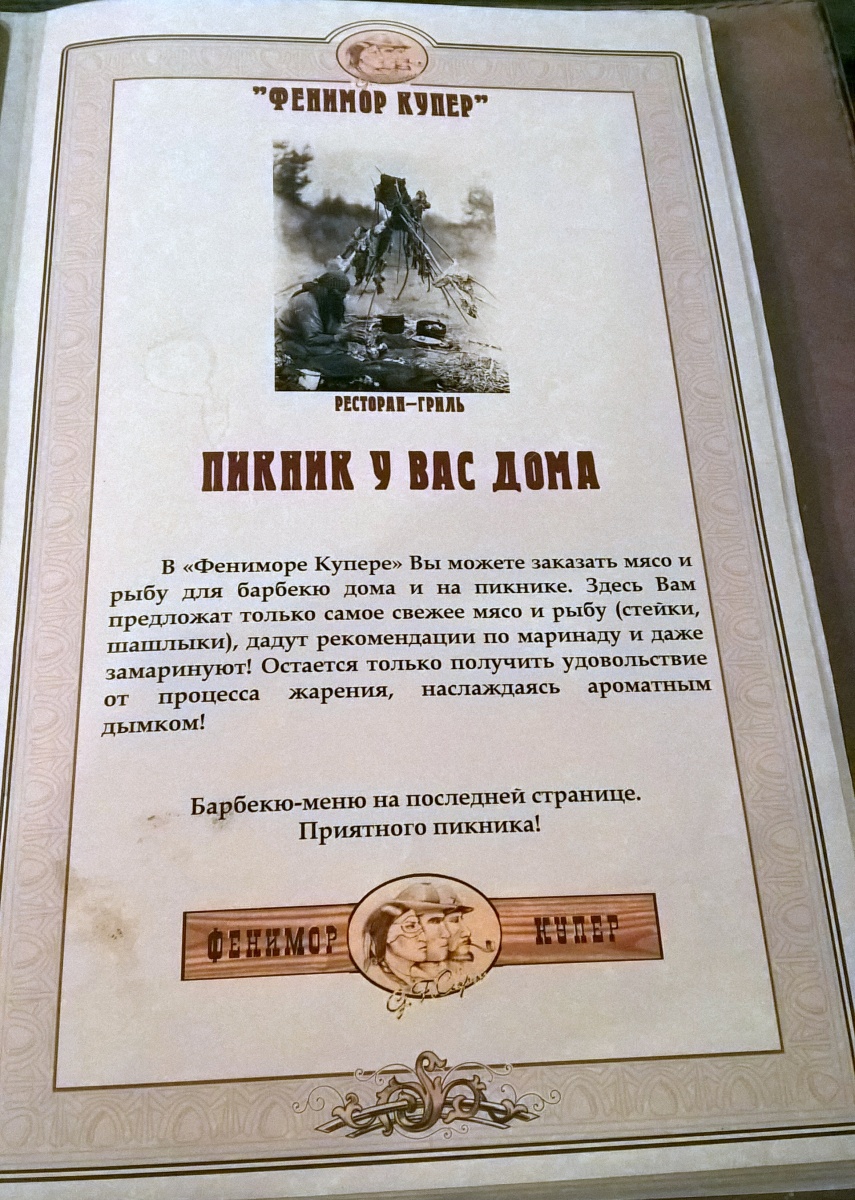 "ФЕНИМОР КУПЕР"
РЕСТОРАН-ГРИЛЬ
ПИКНИК У ВАС ДОМА
В «Фениморе Купере» Вы можете заказать мясо и
рыбу для барбекю дома и на пикнике. Здесь Вам
предложат только самое свежее мясо и рыбу (стейки,
шашлыки), дадут рекомендации по маринаду и даже
замаринуют! Остается только получить удовольствие
от процесса жарения, наслаждаясь ароматным
дымком!
Барбекю-меню на последней странице.
Приятного пикника!
ФЕНИМОР КУПЕР
J. F. Cooper